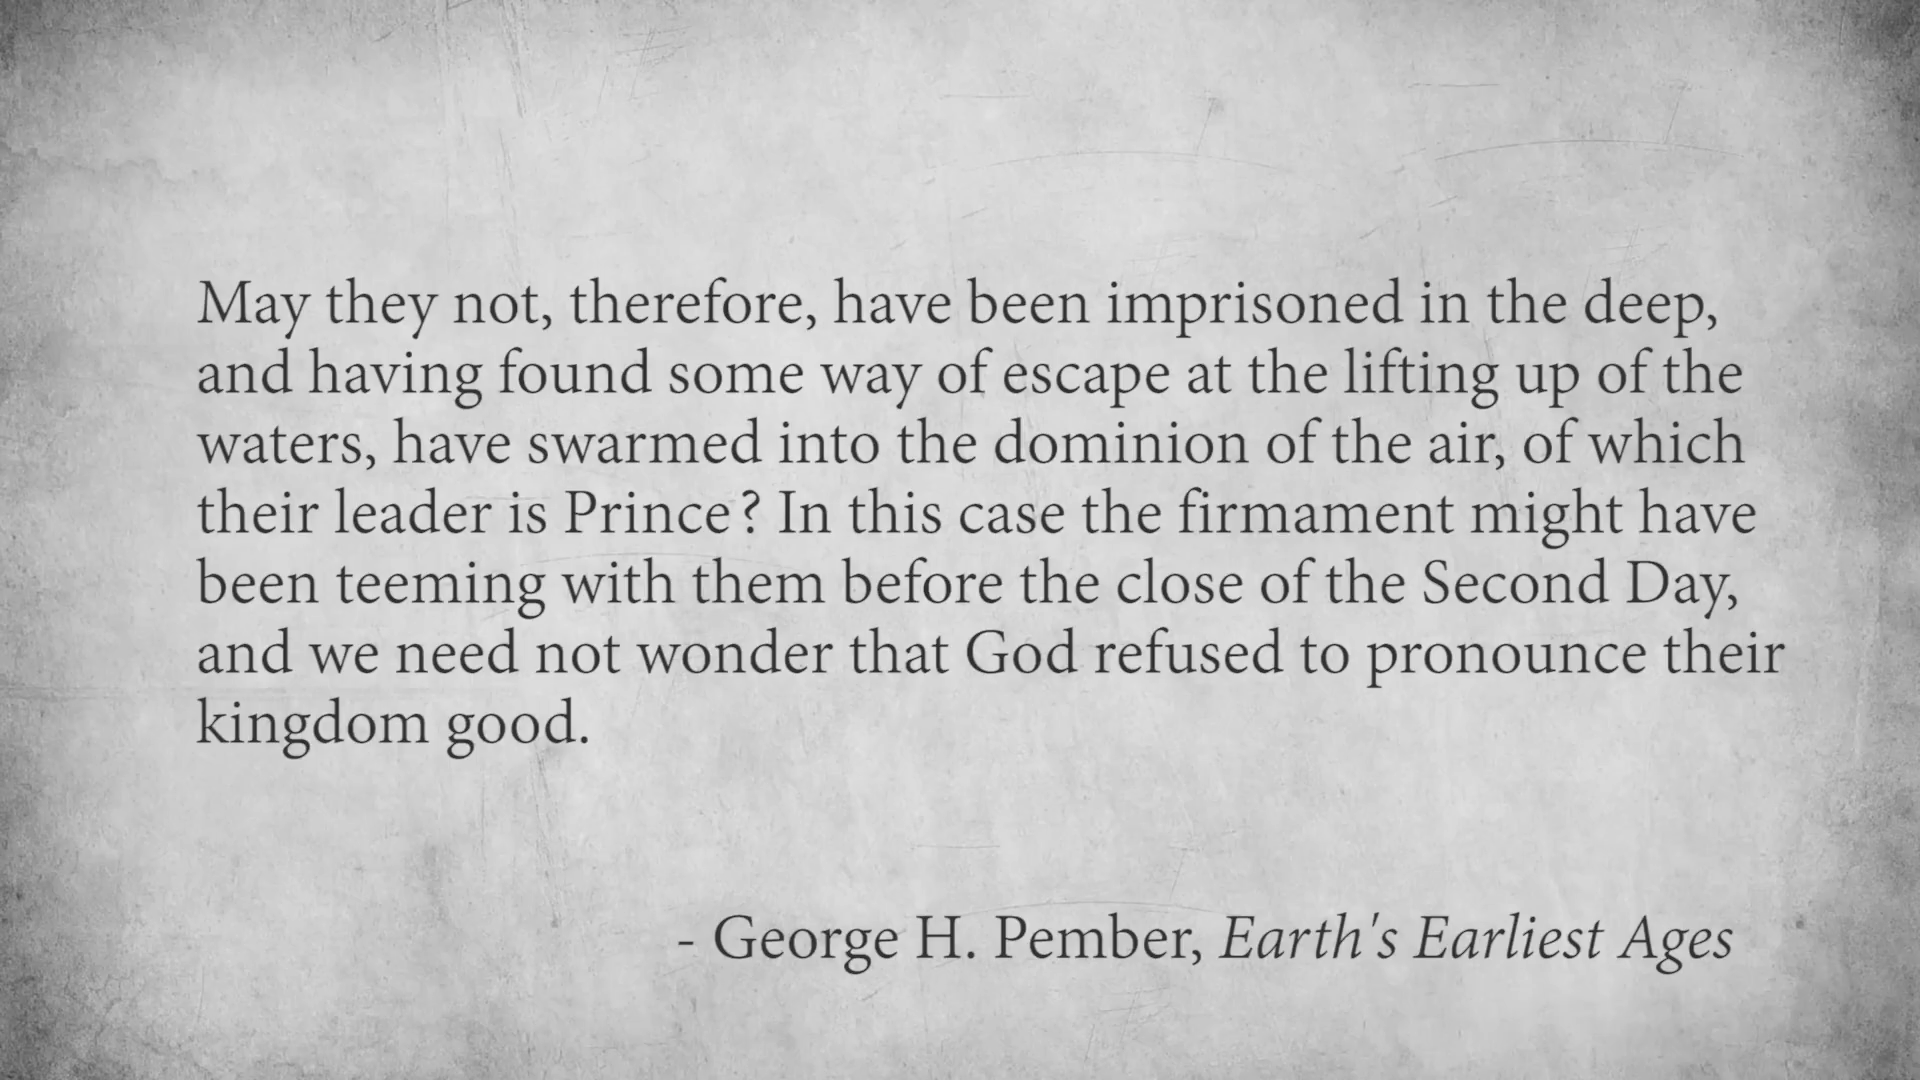 May they not, therefore, have been imprisoned in the deep,
and having found some way of escape at the lifting up of the
waters, have swarmed into the dominion of the air, of which
their leader is Prince? In this case the firmament might have
been teeming with them before the close of the Second Day,
and we need not wonder that God refused to pronounce their
kingdom good.
- George H. Pember, Earth's Earliest Ages